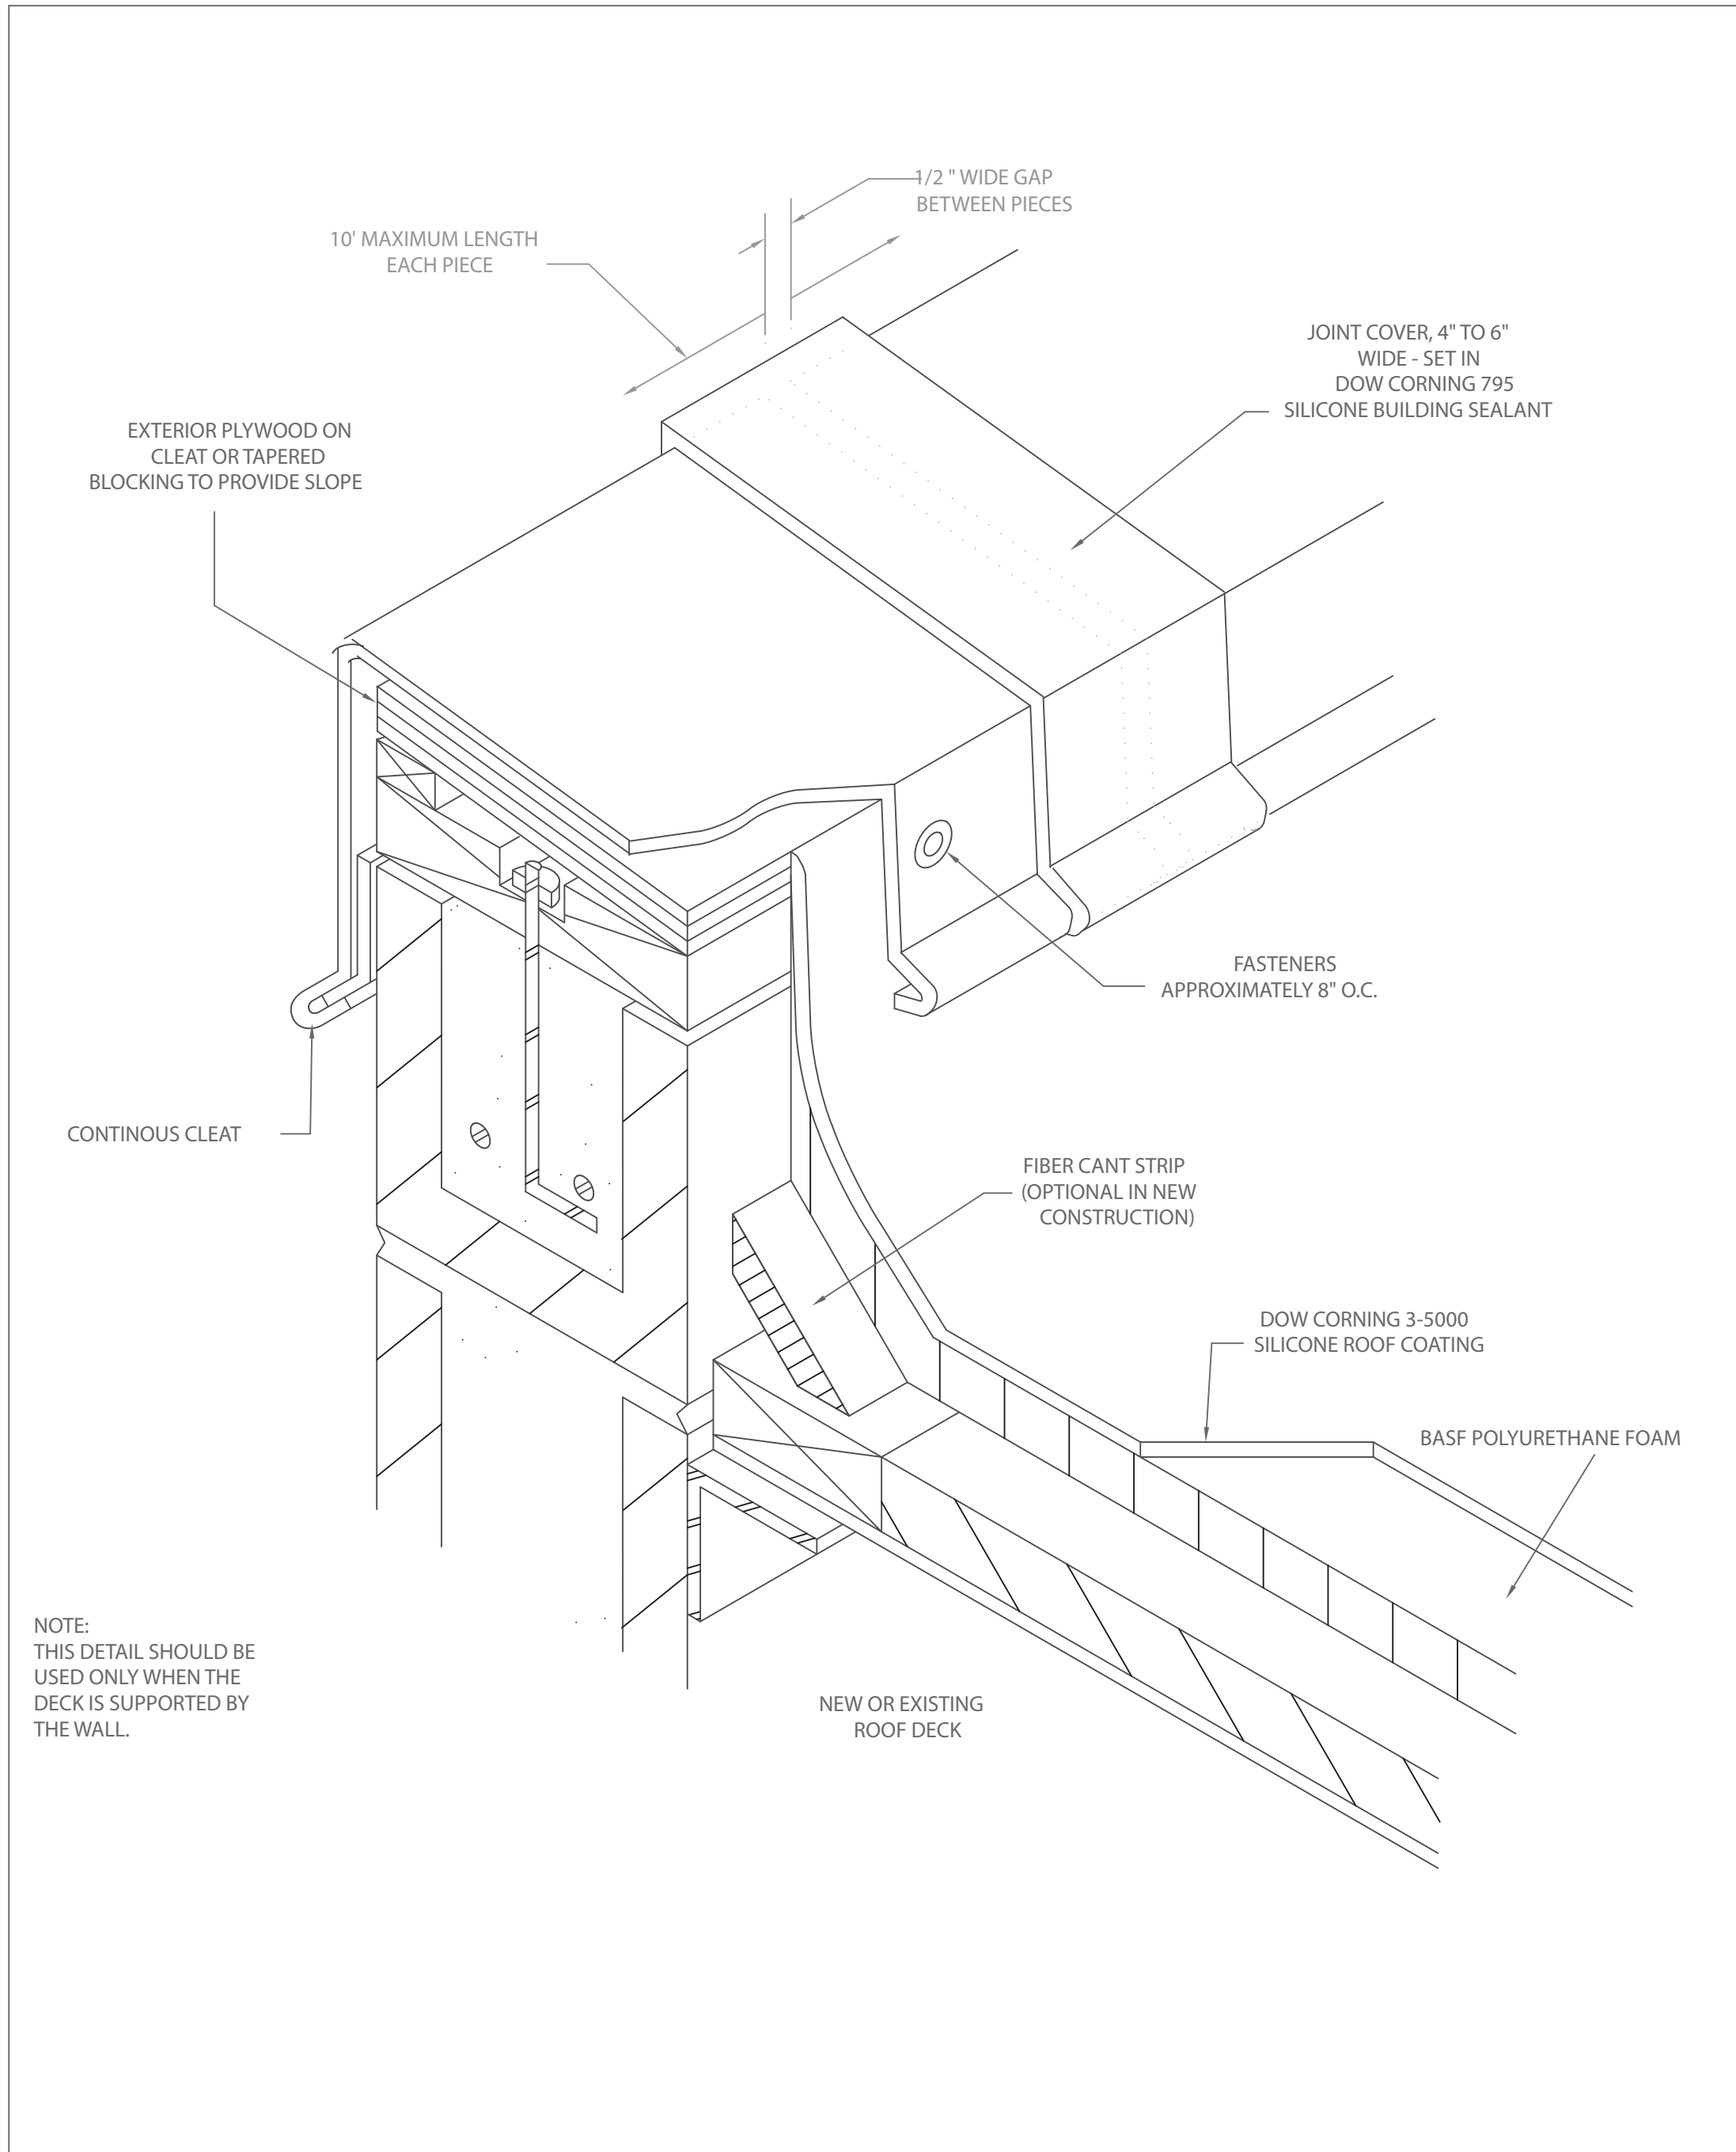 1/2 " WIDE GAP
BETWEEN PIECES
10' MAXIMUM LENGTH
EACH PIECE
JOINT COVER, 4" TO 6"
WIDE - SET IN
DOW CORNING 795
SILICONE BUILDING SEALANT
EXTERIOR PLYWOOD ON
CLEAT OR TAPERED
BLOCKING TO PROVIDE SLOPE
FASTENERS
APPROXIMATELY 8" O.C.
CONTINOUS CLEAT
FIBER CANT STRIP
(OPTIONAL IN NEW
CONSTRUCTION)
DOW CORNING 3-5000
SILICONE ROOF COATING
BASF POLYURETHANE FOAM
NOTE:
THIS DETAIL SHOULD BE
USED ONLY WHEN THE
DECK IS SUPPORTED BY
THE WALL.
NEW OR EXISTING
ROOF DECK